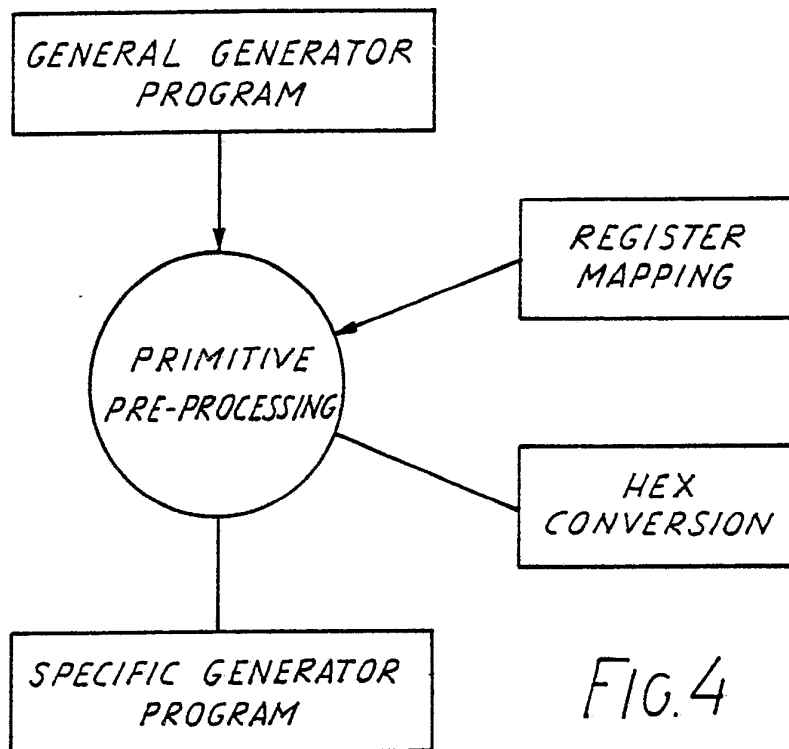 GENERAL GENERATOR
PROGRAM
REGISTER
MAPPING
PRIMITIVE
PRE-PROCESSING
HEX
CONVERSION
SPECIFIC GENERATOR
PROGRAM
FIG. 4